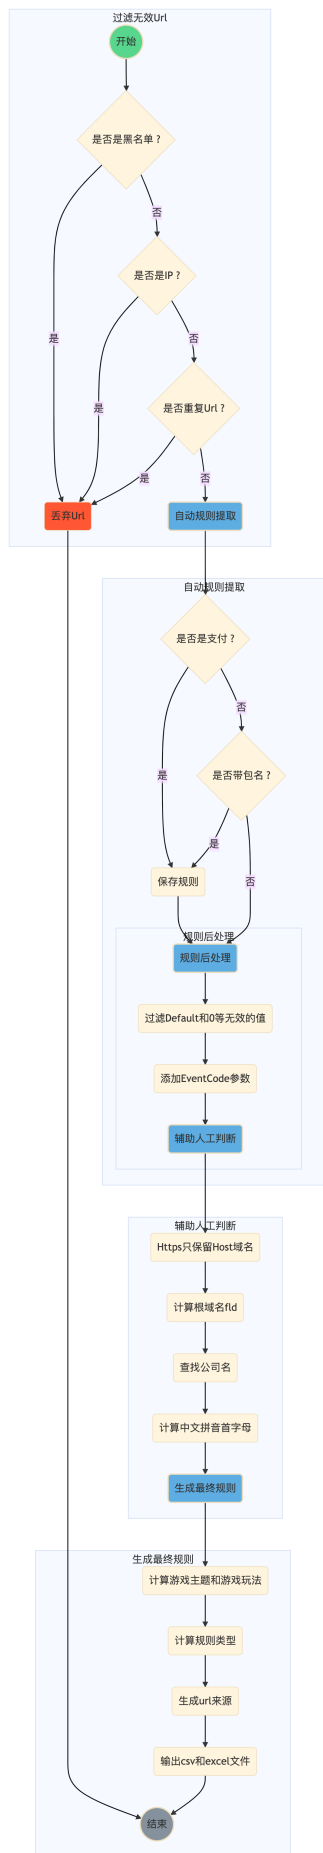 过滤无效Url
开始
是否是黑名单 ?
否
是否是IP ?
是
否
是
是否重复Url ?
是
否
丢弃Url
自动规则提取
自动规则提取
是否是支付 ?
否
是
是否带包名 ?
是
保存规则
否
规则后处理
规则后处理
过滤Default和0等无效的值
添加EventCode参数
辅助人工判断
辅助人工判断
Https只保留Host域名
计算根域名fld
查找公司名
计算中文拼音首字母
生成最终规则
生成最终规则
计算游戏主题和游戏玩法
计算规则类型
生成url来源
输出csv和excel文件
结束